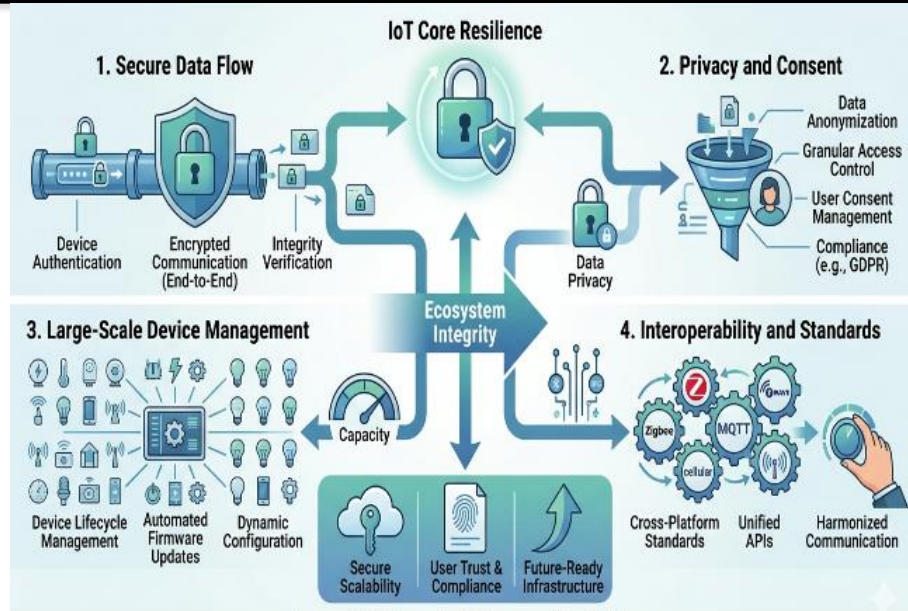 IoT Core Resilience
1. Secure Data Flow
Device
Authentication
Encrypted
Communication
(End-to-End)
Integrity
Verification
2. Privacy and Consent
Data
Anonymization
Granular Access
Control
User Consent
Management
Compliance
(e.g., GDPR)
Data
Privacy
Ecosystem
Integrity
3. Large-Scale Device Management
Capacity
Device Lifecycle
Management
Automated
Firmware
Updates
Dynamic
Configuration
4. Interoperability and Standards
Zigbee
MQTT
cellular
WAVE
Cross-Platform
Standards
Unified
APIs
Harmonized
Communication
Secure
Scalability
User Trust &
Compliance
Future-Ready
Infrastructure